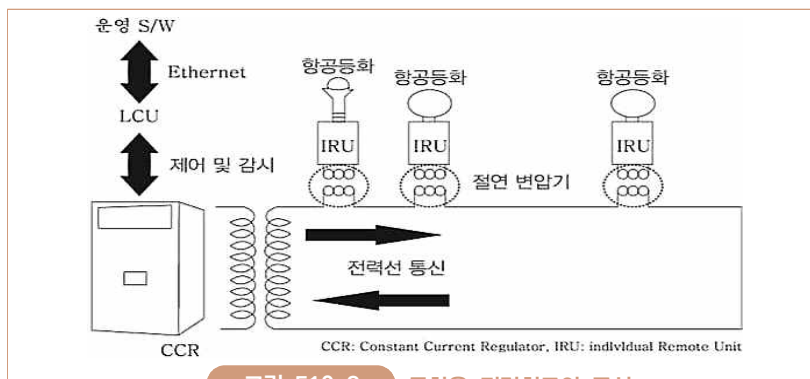 운영 S/W
Ethernet
LCU
제어 및 감시
항공등화
항공등화
항공등화
IRU
IRU
IRU
절연 변압기
전력선 통신
CCR
CCR: Constant Current Regulator, IRU: individual Remote Unit